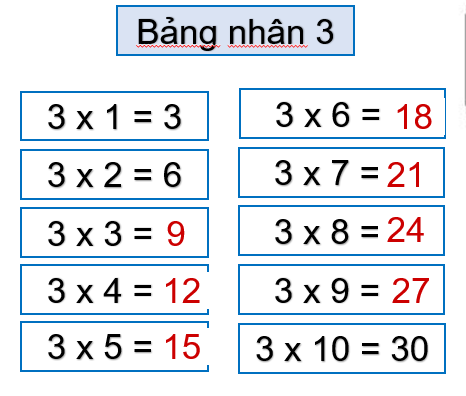 Bảng nhân 3
3 x 1 = 3
3 x 2 = 6
3 x 3 = 9
3 x 4 = 12
3 x 5 = 15
3 x 6 = 18
3 x 7 = 21
3 x 8 = 24
3 x 9 = 27
3 x 10 = 30